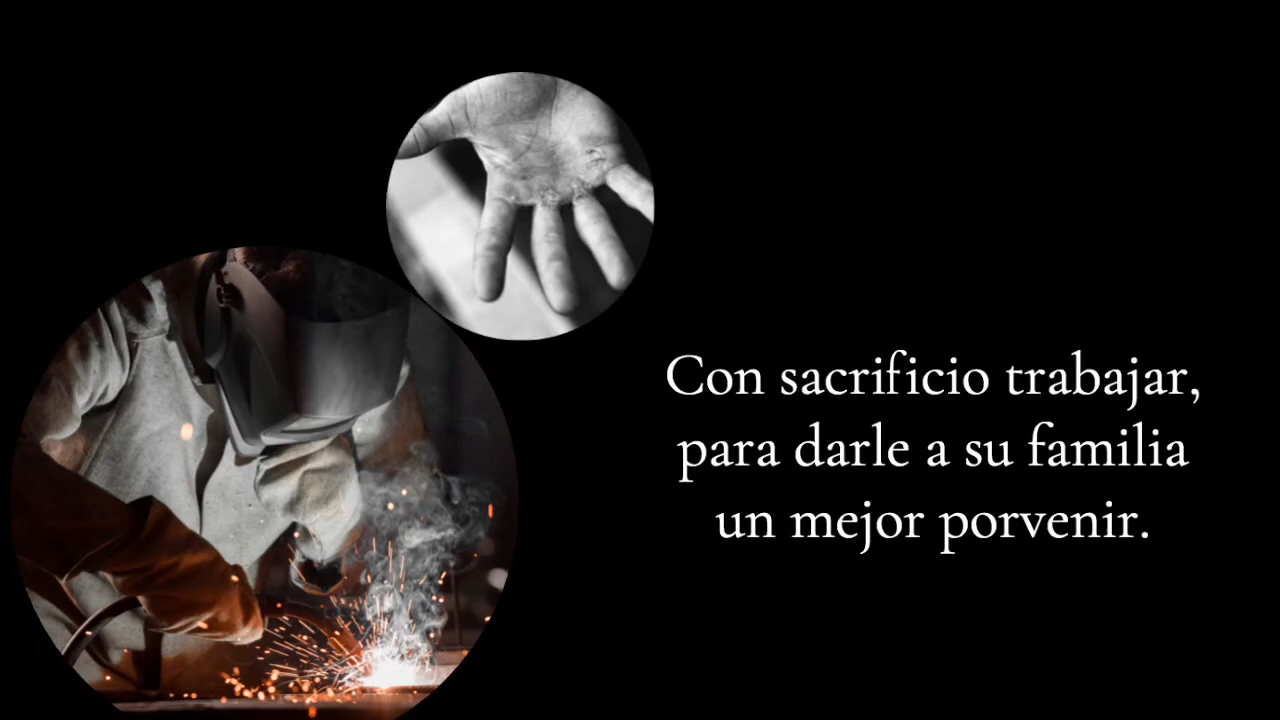 Con sacrificio trabajar,
para darle a su familia
un mejor porvenir.